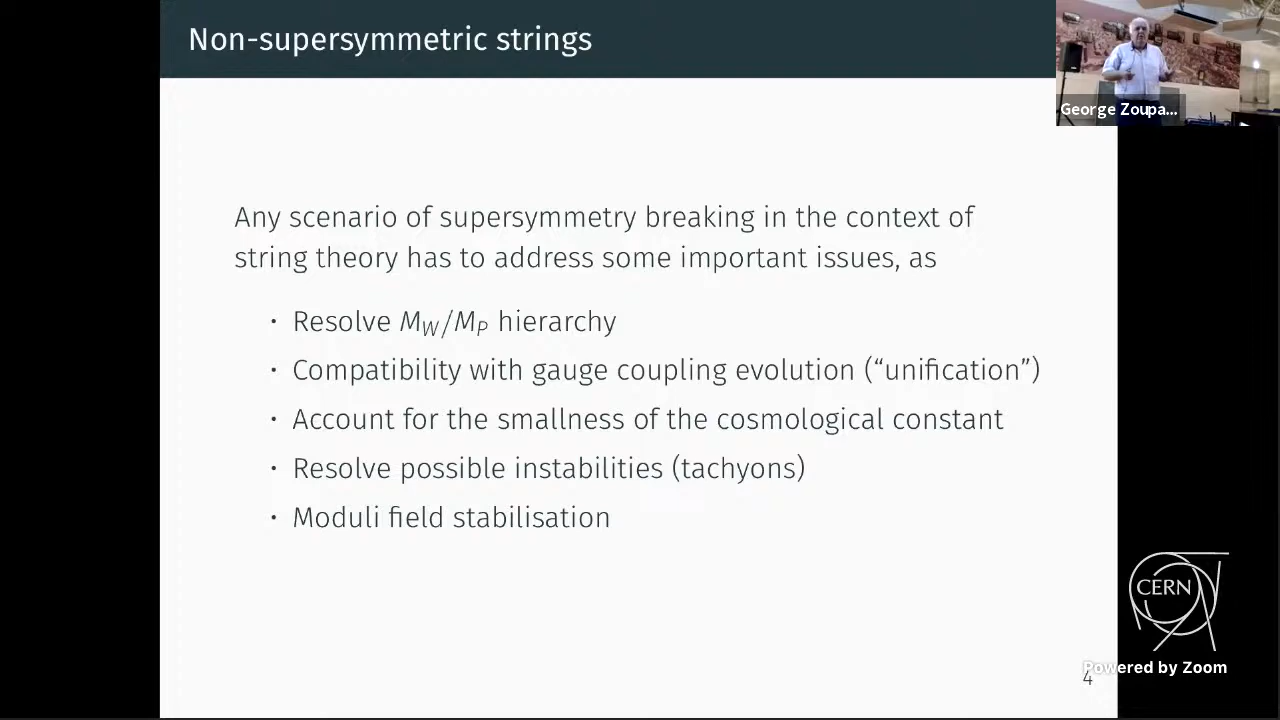 Non-supersymmetric strings
George Zoupa...
Any scenario of supersymmetry breaking in the context of
string theory has to address some important issues, as
· Resolve M_W/M_P hierarchy
· Compatibility with gauge coupling evolution (“unification”)
· Account for the smallness of the cosmological constant
· Resolve possible instabilities (tachyons)
· Moduli field stabilisation
CERN
Powered by Zoom
4